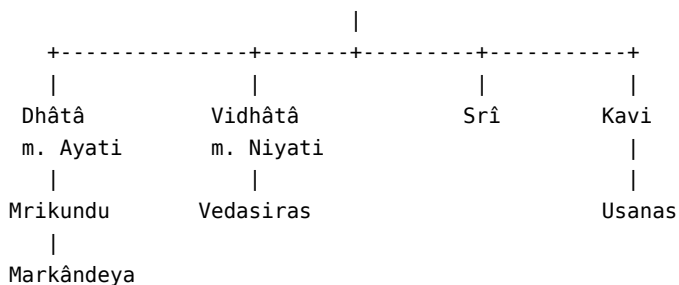 Dhâtâ Vidhâtâ Srî Kavi
m. Ayati m. Niyati
Mrikundu Vedasiras Usanas
Markândeya